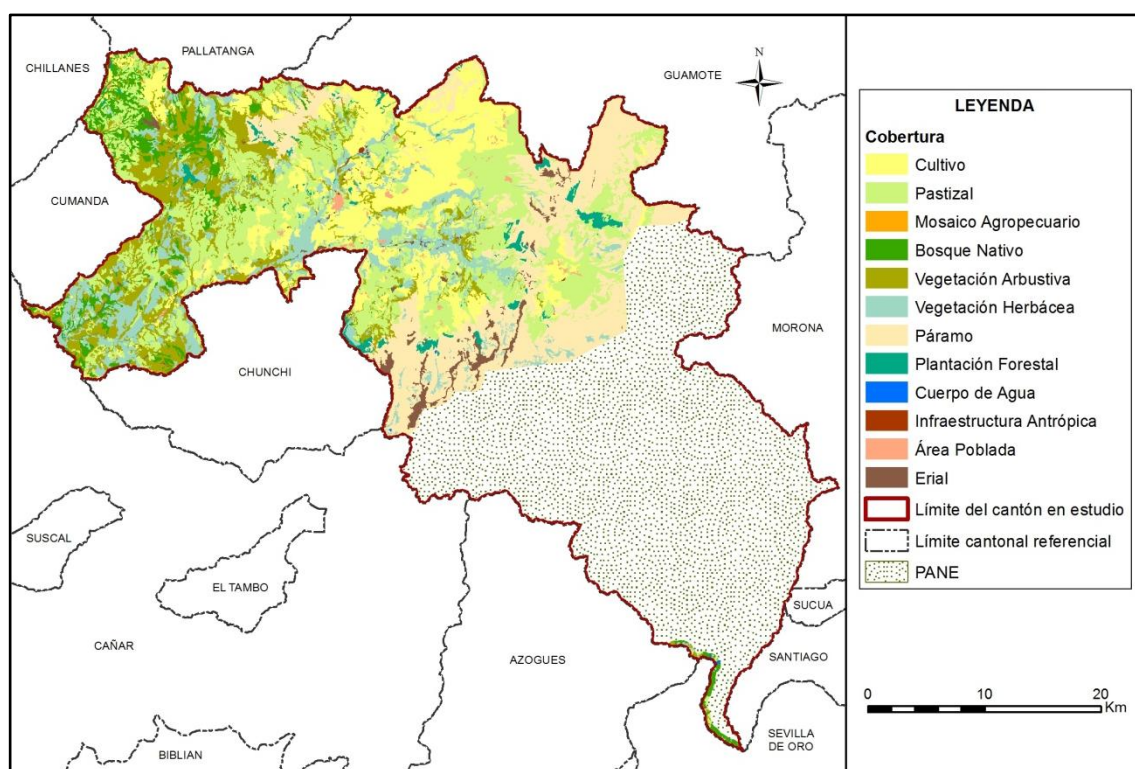 PALLATANGA
CHILLANES
GUAMOTE
N
CUMANDA
MORONA
CHUNCHI
SUSCAL
EL TAMBO
SUCUA
CAÑAR
AZOGUES
SANTIAGO
SEVILLA
DE ORO
BIBLIAN
LEYENDA
Cobertura
Cultivo
Pastizal
Mosaico Agropecuario
Bosque Nativo
Vegetación Arbustiva
Vegetación Herbácea
Páramo
Plantación Forestal
Cuerpo de Agua
Infraestructura Antrópica
Área Poblada
Erial
Límite del cantón en estudio
Límite cantonal referencial
PANE
0 10 20
Km